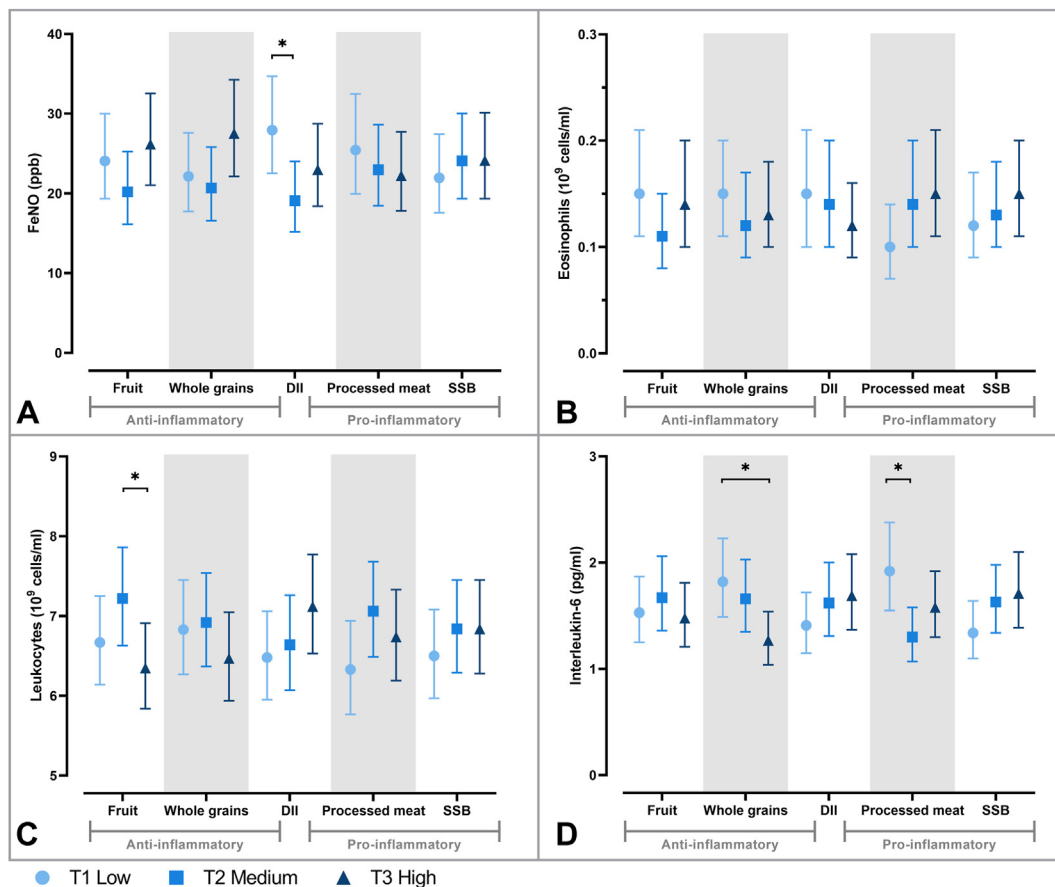 40
30
20
10
0
FeNO (ppb)
*
Fruit Whole grains DII Processed meat SSB
Anti-inflammatory Pro-inflammatory
A
0.3
0.2
0.1
0.0
Eosinophils (10⁹ cells/ml)
Fruit Whole grains DII Processed meat SSB
Anti-inflammatory Pro-inflammatory
B
9
8
7
6
5
Leukocytes (10⁹ cells/ml)
*
Fruit Whole grains DII Processed meat SSB
Anti-inflammatory Pro-inflammatory
C
3
2
1
0
Interleukin-6 (pg/ml)
* *
Fruit Whole grains DII Processed meat SSB
Anti-inflammatory Pro-inflammatory
D
T1 Low T2 Medium T3 High